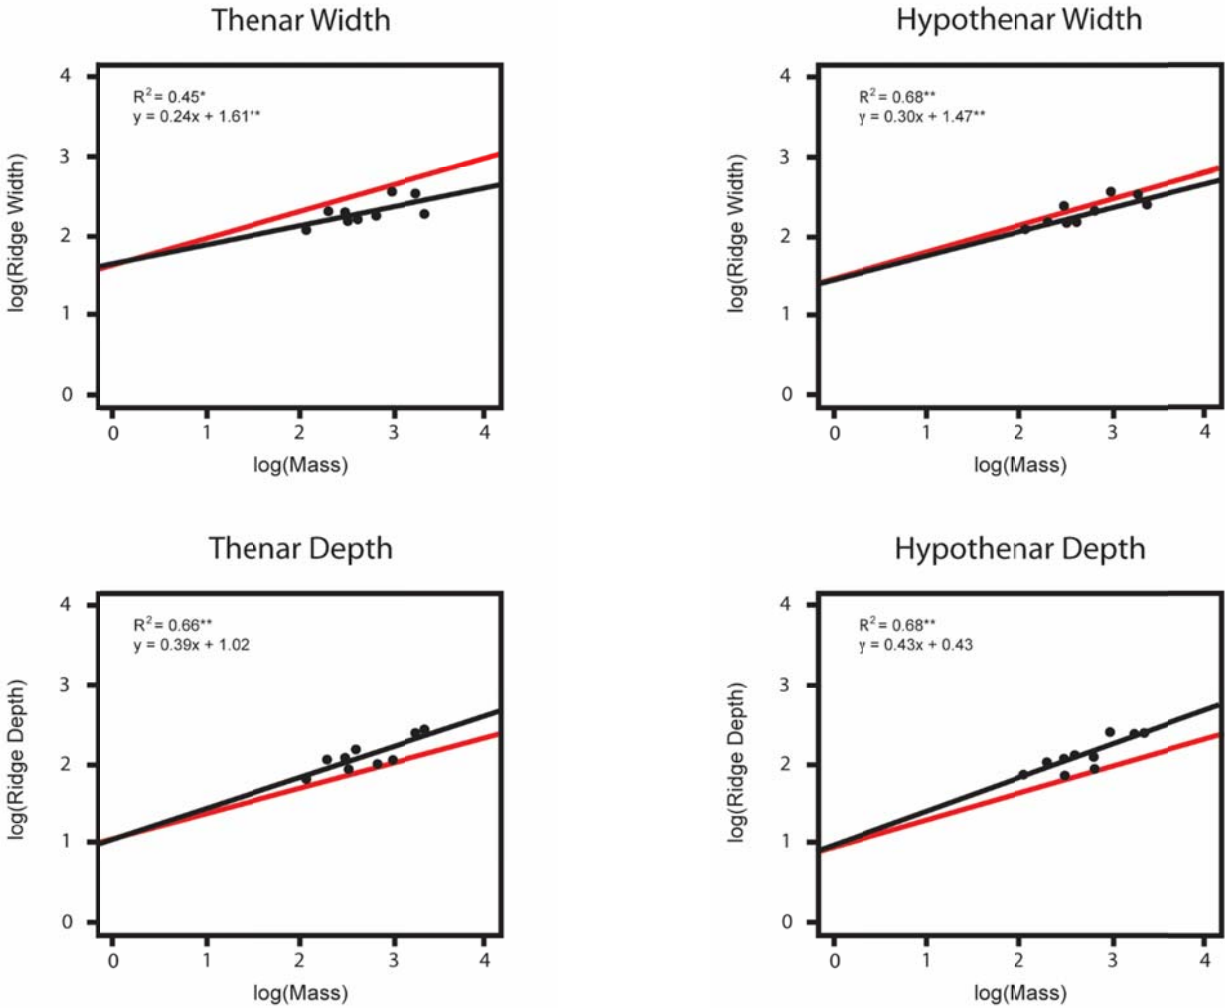 Thenar Width
R² = 0.45*
y = 0.24x + 1.61'*
log(Ridge Width)
4
3
2
1
0
0 1 2 3 4
log(Mass)
Hypothenar Width
R² = 0.68**
y = 0.30x + 1.47**
log(Ridge Width)
4
3
2
1
0
0 1 2 3 4
log(Mass)
Thenar Depth
R² = 0.66**
y = 0.39x + 1.02
log(Ridge Depth)
4
3
2
1
0
0 1 2 3 4
log(Mass)
Hypothenar Depth
R² = 0.68**
y = 0.43x + 0.43
log(Ridge Depth)
4
3
2
1
0
0 1 2 3 4
log(Mass)